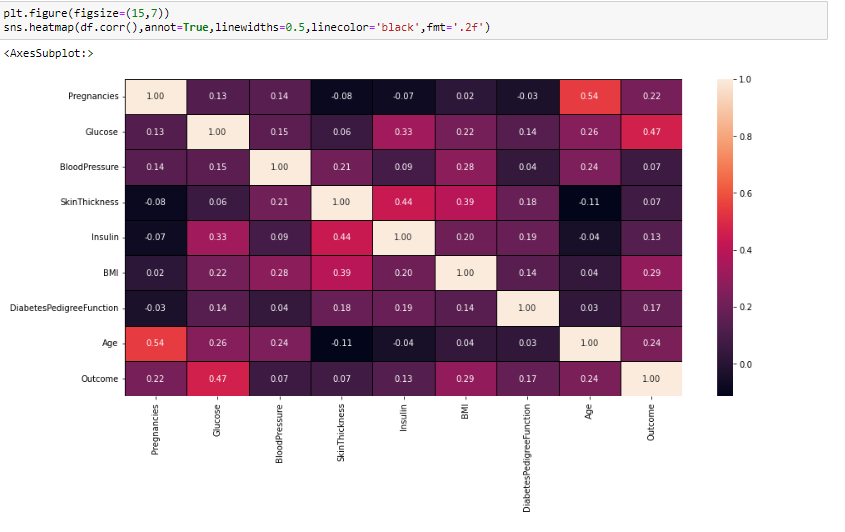 plt.figure(figsize=(15,7))
sns.heatmap(df.corr(),annot=True,linewidths=0.5,linecolor='black',fmt='.2f')
<AxesSubplot:>
Pregnancies 1.00 0.13 0.14 -0.08 -0.07 0.02 -0.03 0.54 0.22
Glucose 0.13 1.00 0.15 0.06 0.33 0.22 0.14 0.26 0.47
BloodPressure 0.14 0.15 1.00 0.21 0.09 0.28 0.04 0.24 0.07
SkinThickness -0.08 0.06 0.21 1.00 0.44 0.39 0.18 -0.11 0.07
Insulin -0.07 0.33 0.09 0.44 1.00 0.20 0.19 -0.04 0.13
BMI 0.02 0.22 0.28 0.39 0.20 1.00 0.14 0.04 0.29
DiabetesPedigreeFunction -0.03 0.14 0.04 0.18 0.19 0.14 1.00 0.03 0.17
Age 0.54 0.26 0.24 -0.11 -0.04 0.04 0.03 1.00 0.24
Outcome 0.22 0.47 0.07 0.07 0.13 0.29 0.17 0.24 1.00
Pregnancies
Glucose
BloodPressure
SkinThickness
Insulin
BMI
DiabetesPedigreeFunction
Age
Outcome
1.0
0.8
0.6
0.4
0.2
0.0